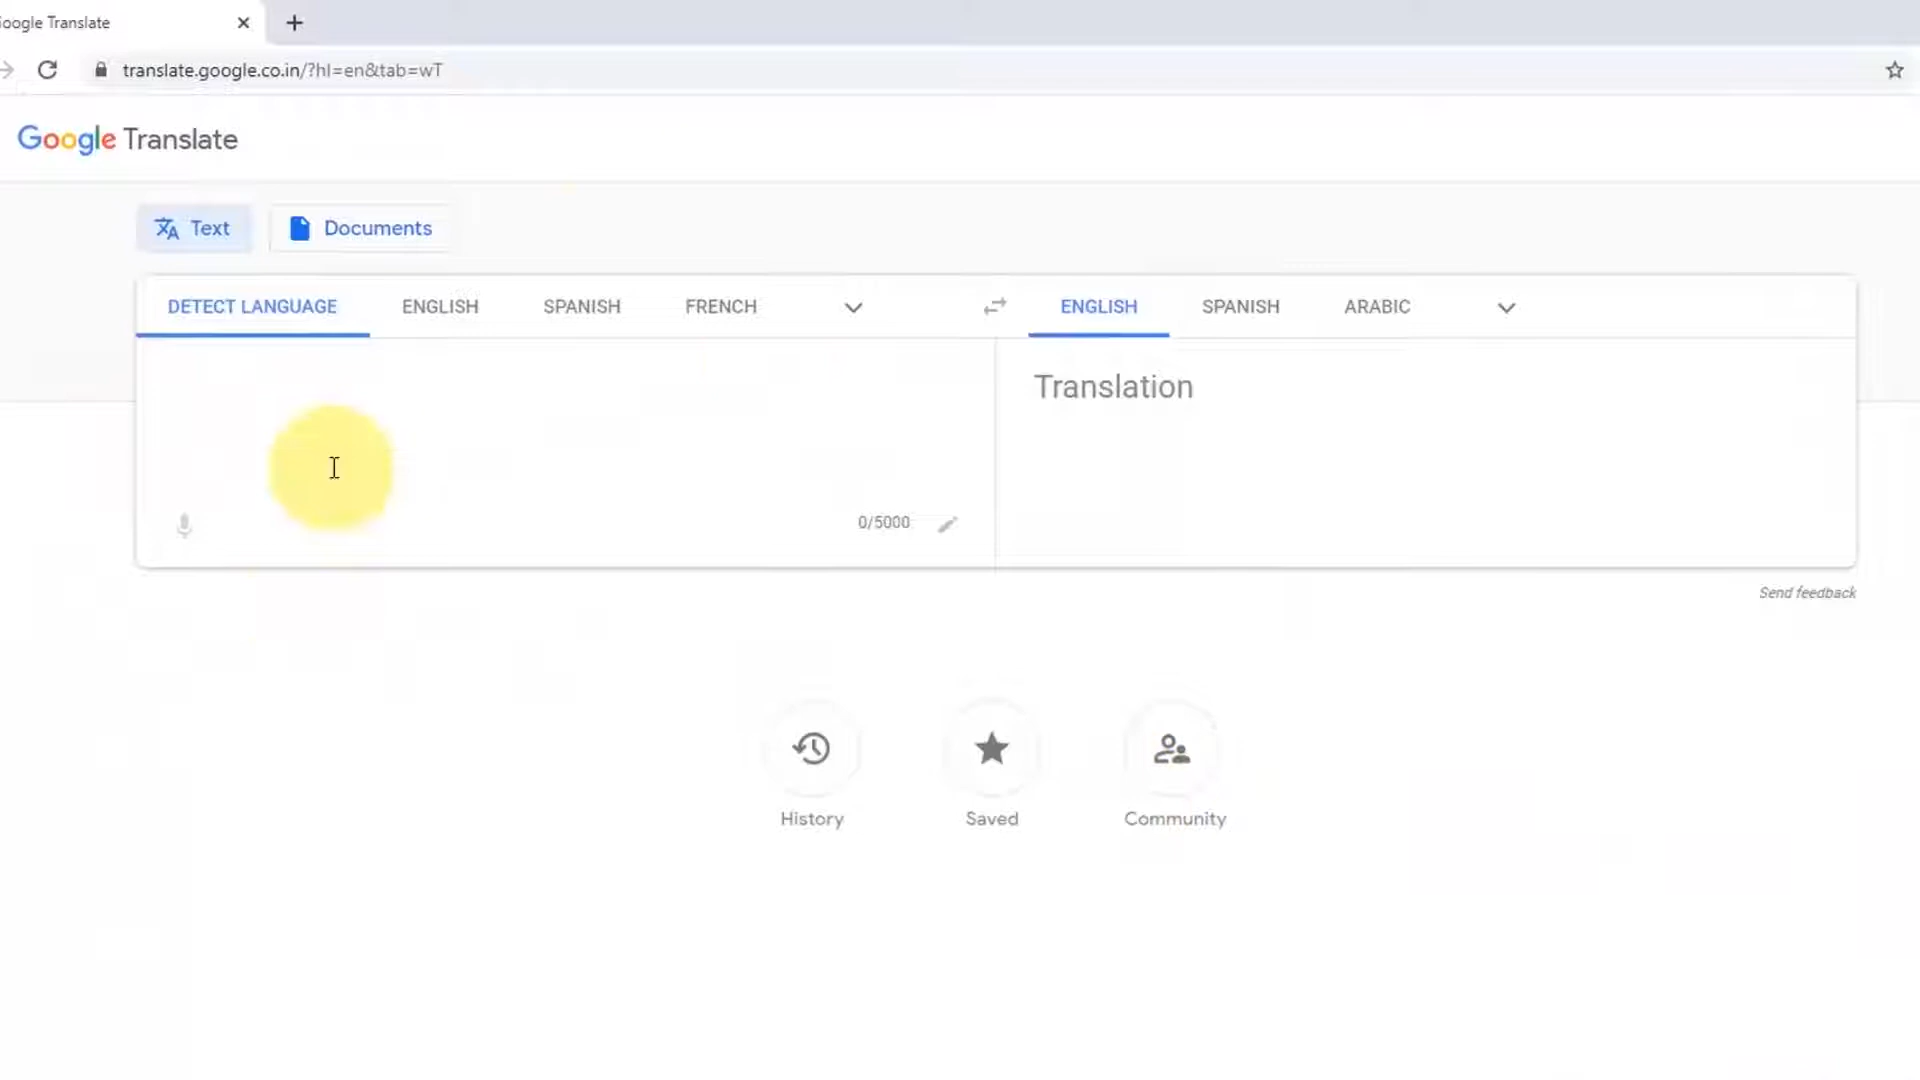 oogle Translate
translate.google.co.in/?hl=en&tab=wT
Google Translate
Text
Documents
DETECT LANGUAGE ENGLISH SPANISH FRENCH
ENGLISH SPANISH ARABIC
Translation
0/5000
Send feedback
History
Saved
Community